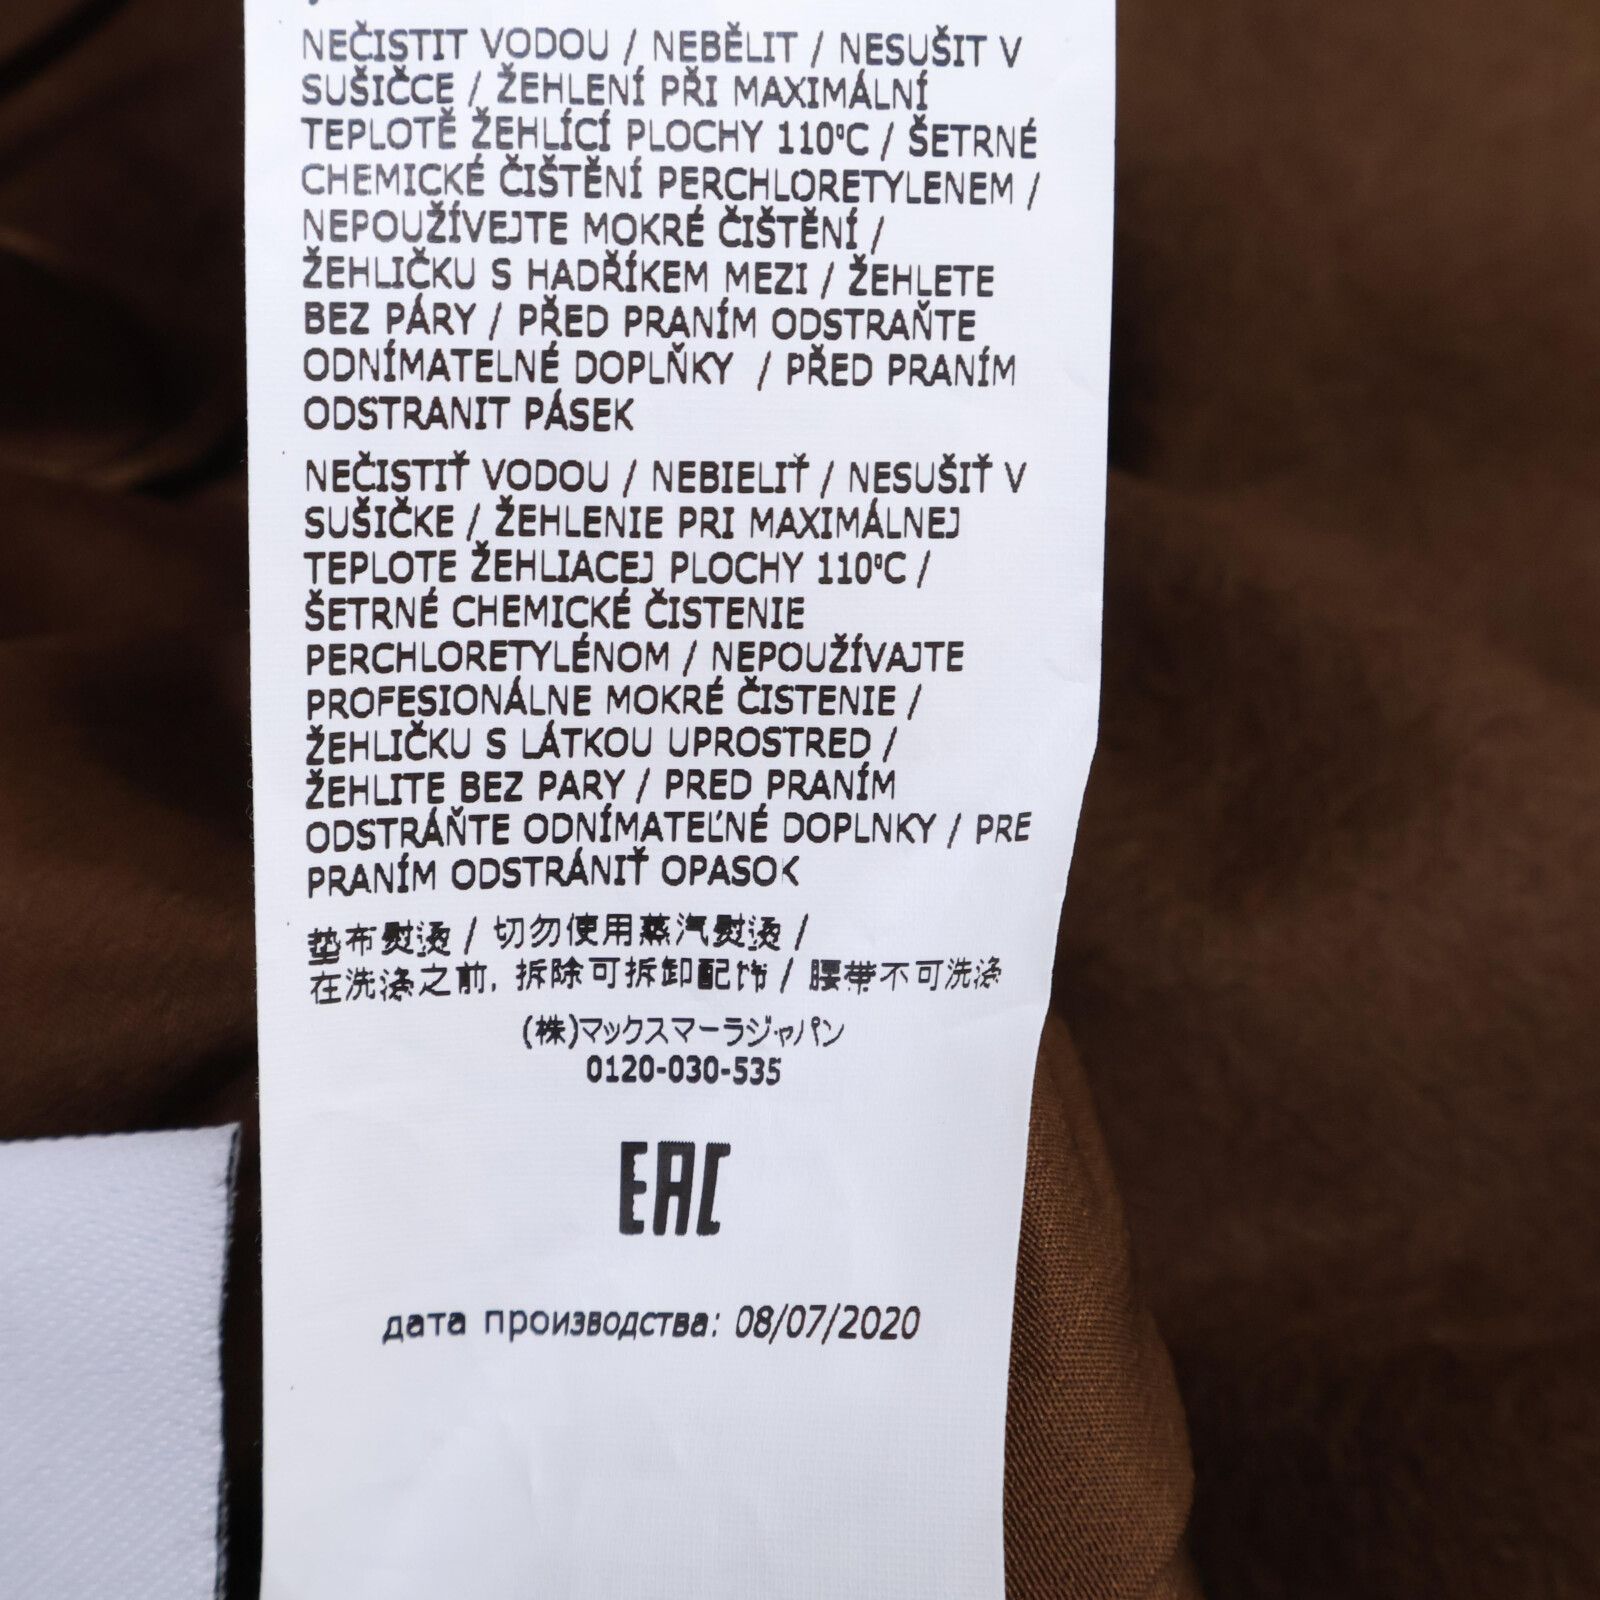 NEČISTIT VODOU / NEBĚLIT / NESUŠIT V
SUŠIČCE / ŽEHLENÍ PŘI MAXIMÁLNÍ
TEPLOTĚ ŽEHLÍCÍ PLOCHY 110°C / ŠETRNÉ
CHEMICKÉ ČIŠTĚNÍ PERCHLORETYLENEM /
NEPOUŽÍVEJTE MOKRÉ ČIŠTĚNÍ /
ŽEHLIČKU S HADŘÍKEM MEZI / ŽEHLETE
BEZ PÁRY / PŘED PRANÍM ODSTRAŇTE
ODNÍMATELNÉ DOPLŇKY / PŘED PRANÍM
ODSTRANIT PÁSEK
NEČISTIŤ VODOU / NEBIELIŤ / NESUŠIŤ V
SUŠIČKE / ŽEHLENIE PRI MAXIMÁLNEJ
TEPLOTE ŽEHLIACEJ PLOCHY 110°C /
ŠETRNÉ CHEMICKÉ ČISTENIE
PERCHLORETYLÉNOM / NEPOUŽÍVAJTE
PROFESIONÁLNE MOKRÉ ČISTENIE /
ŽEHLIČKU S LÁTKOU UPROSTRED /
ŽEHLITE BEZ PARY / PRED PRANÍM
ODSTRÁŇTE ODNÍMATEĽNÉ DOPLNKY / PRE
PRANÍM ODSTRÁNIŤ OPASOK
垫布熨烫 / 切勿使用蒸汽熨烫 /
在洗涤之前, 拆除可拆卸配饰 / 腰带不可洗涤
(株)マックスマーラジャパン
0120-030-535
EAC
дата производства: 08/07/2020